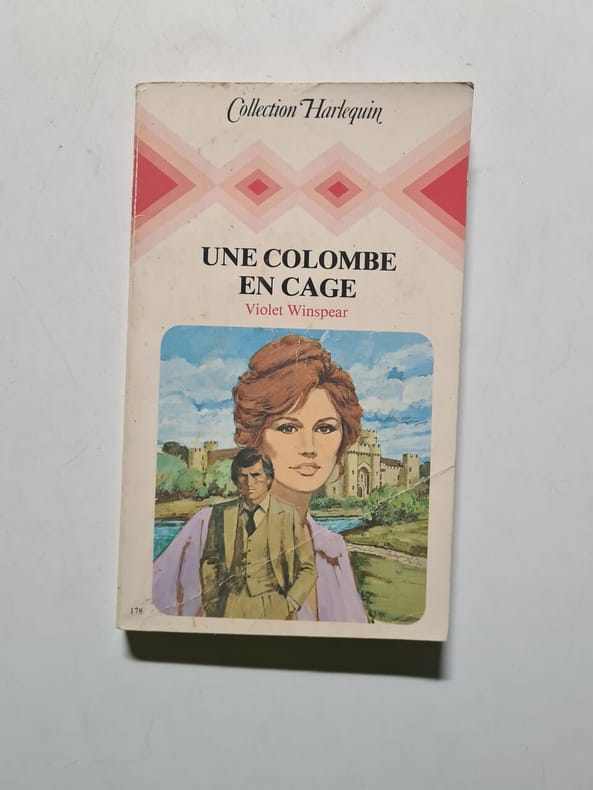 Collection Harlequin
UNE COLOMBE
EN CAGE
Violet Winspear
178